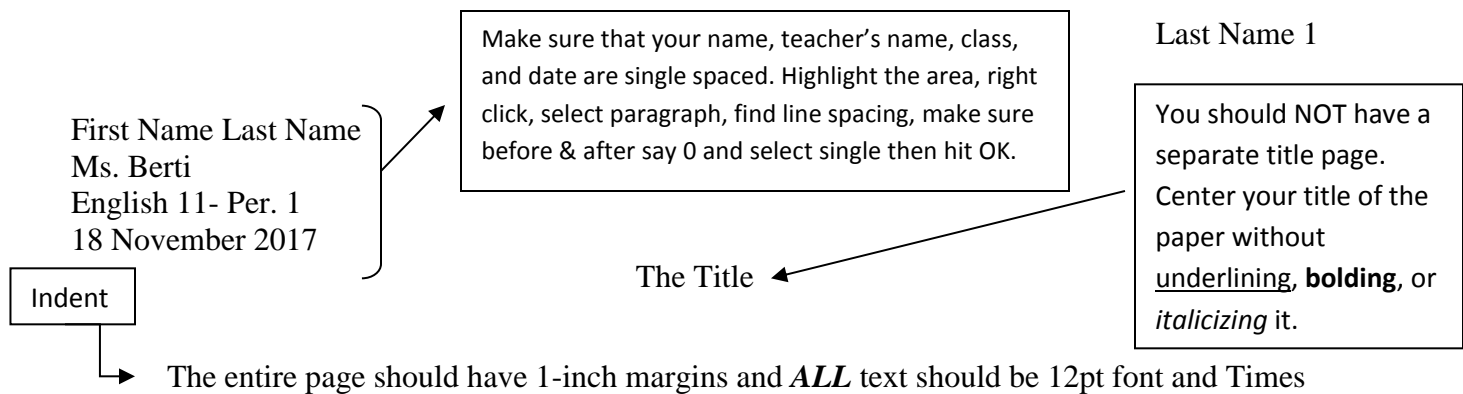 Last Name 1
Make sure that your name, teacher’s name, class,
and date are single spaced. Highlight the area, right
click, select paragraph, find line spacing, make sure
before & after say 0 and select single then hit OK.
First Name Last Name
Ms. Berti
English 11- Per. 1
18 November 2017
You should NOT have a
separate title page.
Center your title of the
paper without
underlining, bolding, or
italicizing it.
The Title
Indent
The entire page should have 1-inch margins and ALL text should be 12pt font and Times